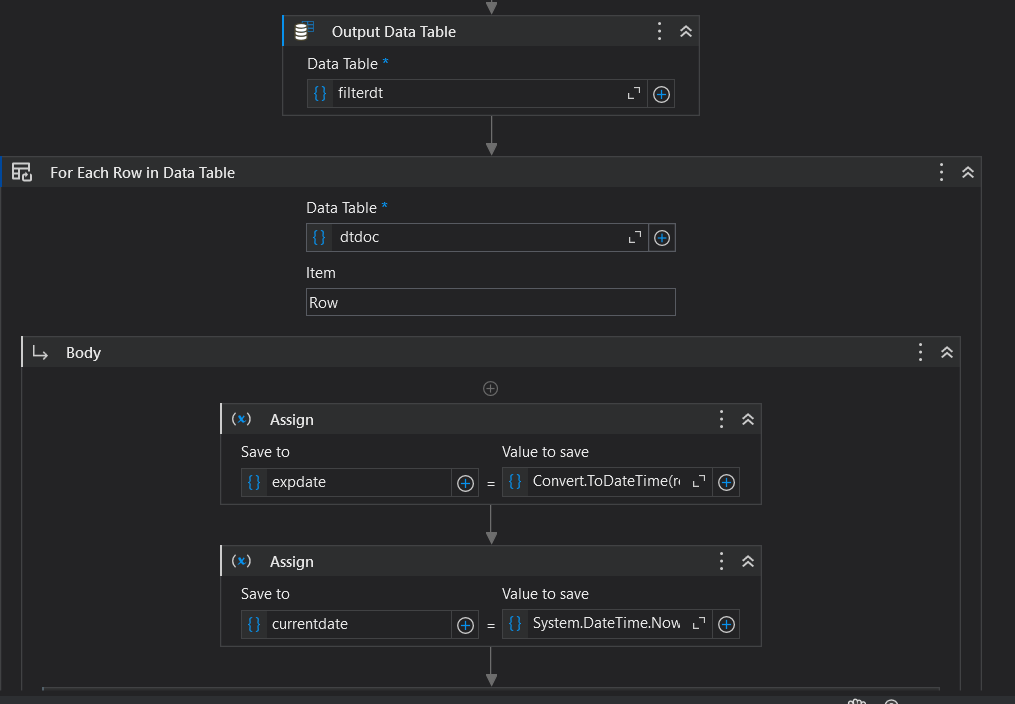 Output Data Table
Data Table *
filterdt
For Each Row in Data Table
Data Table *
dtdoc
Item
Row
Body
Assign
Save to Value to save
expdate = Convert.ToDateTime(r
Assign
Save to Value to save
currentdate = System.DateTime.Now